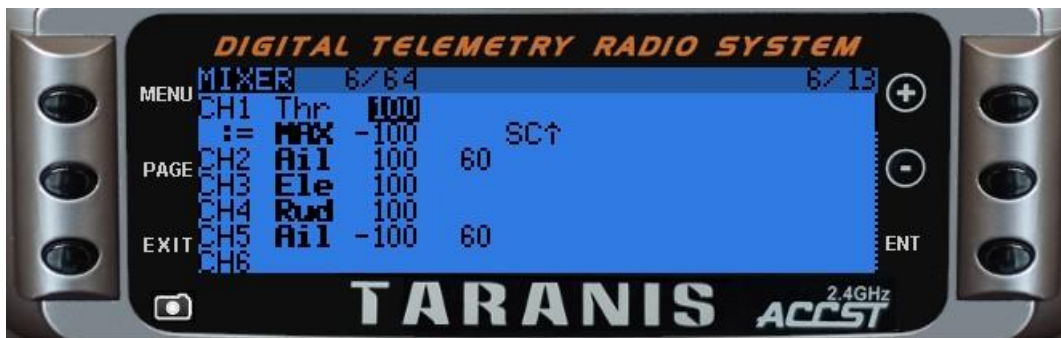 DIGITAL TELEMETRY RADIO SYSTEM
MIXER 6/64 6/13
MENU
CH1 Thr 100
:= MAX -100 SC↑
PAGE
CH2 Ail 100 60
CH3 Ele 100
CH4 Rud 100
EXIT
CH5 Ail -100 60
CH6
ENT
TARANIS
2.4GHz
ACCST